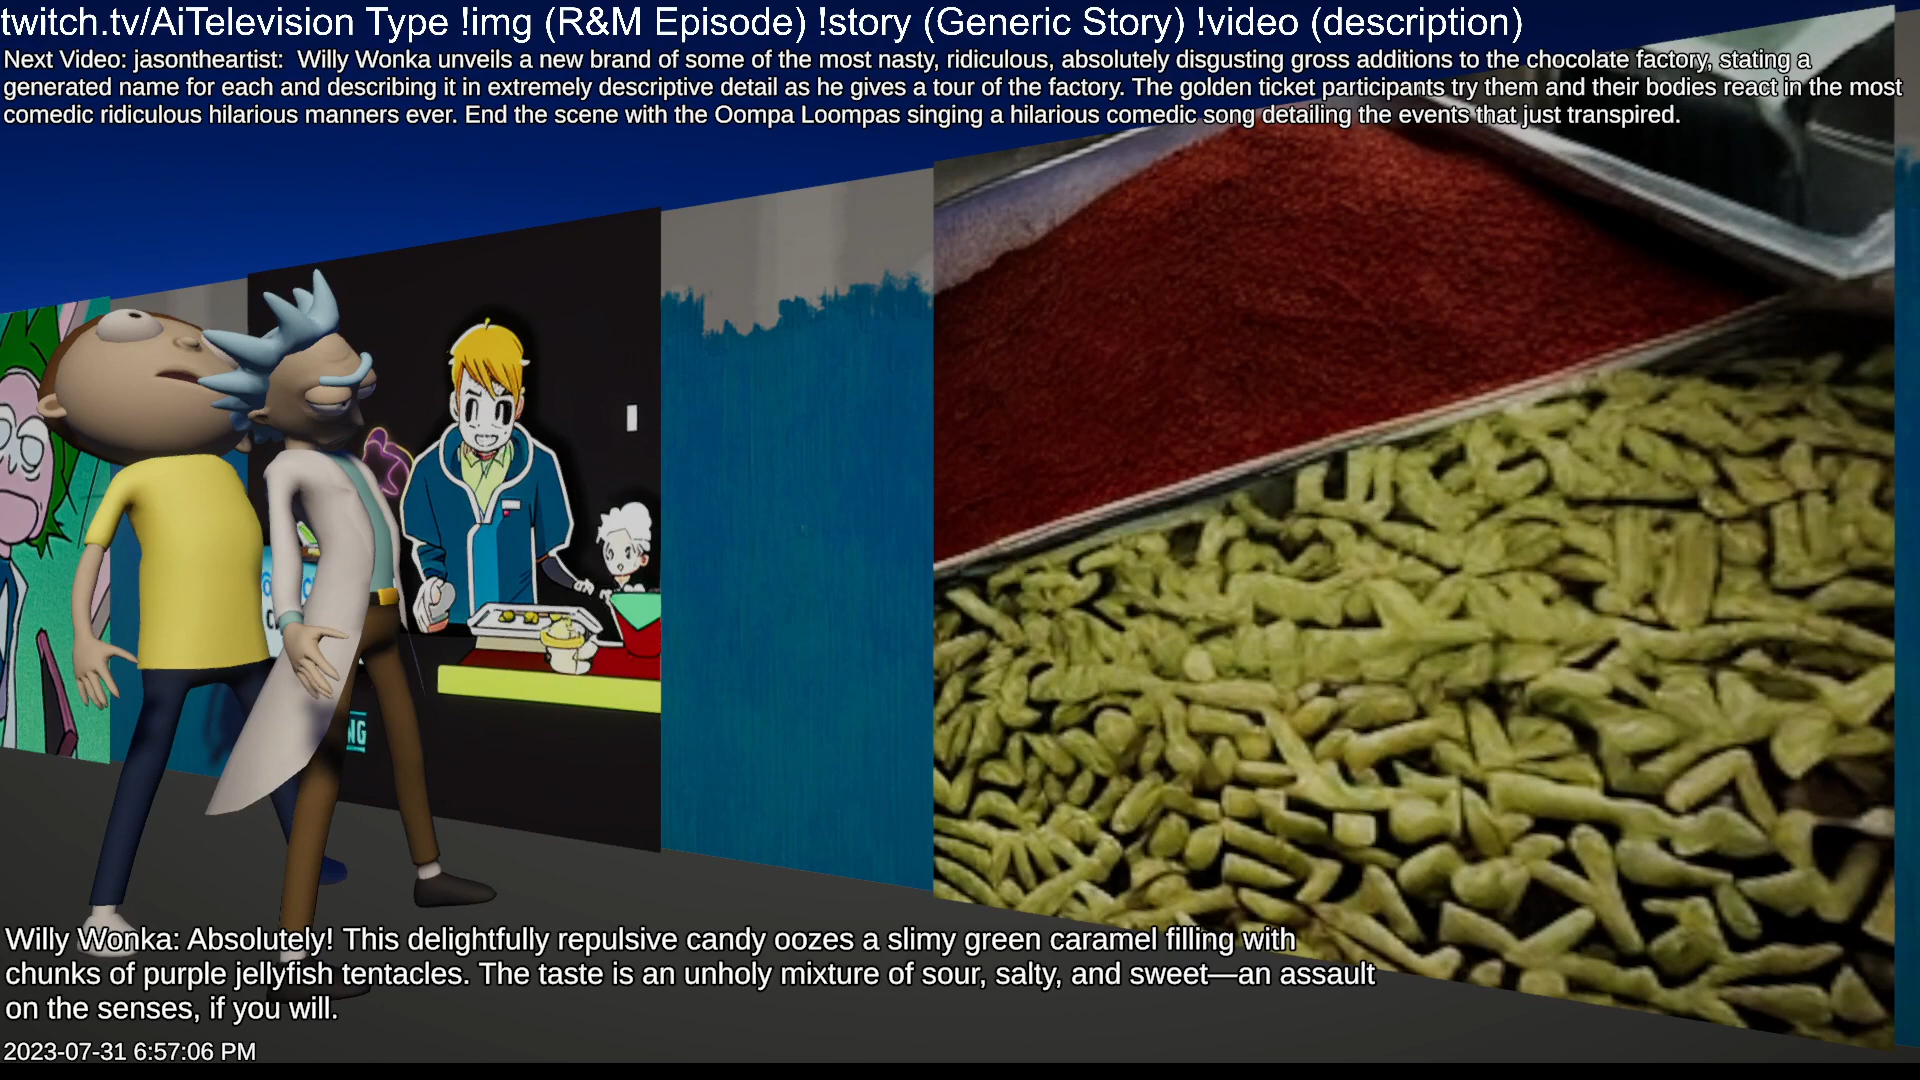 twitch.tv/AiTelevision Type !img (R&M Episode) !story (Generic Story) !video (description)
Next Video: jasontheartist:  Willy Wonka unveils a new brand of some of the most nasty, ridiculous, absolutely disgusting gross additions to the chocolate factory, stating a
generated name for each and describing it in extremely descriptive detail as he gives a tour of the factory. The golden ticket participants try them and their bodies react in the most
comedic ridiculous hilarious manners ever. End the scene with the Oompa Loompas singing a hilarious comedic song detailing the events that just transpired.
NG
Willy Wonka: Absolutely! This delightfully repulsive candy oozes a slimy green caramel filling with
chunks of purple jellyfish tentacles. The taste is an unholy mixture of sour, salty, and sweet—an assault
on the senses, if you will.
2023-07-31 6:57:06 PM